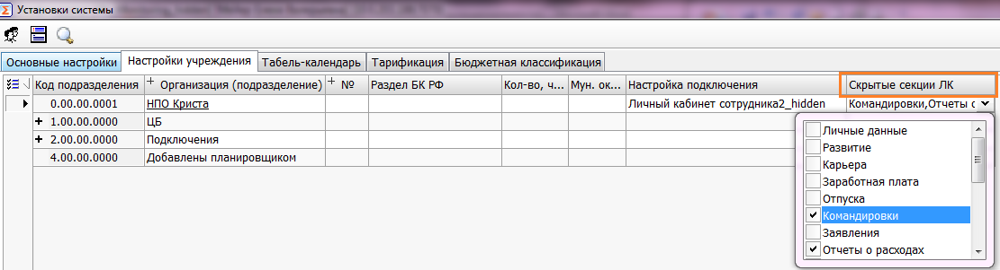 Установки системы
Основные настройки Настройки учреждения Табель-календарь Тарификация Бюджетная классификация
Код подразделения + Организация (подразделение) + № Раздел БК РФ Кол-во, ч... Мун. ок... Настройка подключения Скрытые секции ЛК
0.00.00.0001 НПО Криста Личный кабинет сотрудника2_hidden Командировки,Отчеты о
+ 1.00.00.0000 ЦБ
+ 2.00.00.0000 Подключения
4.00.00.0000 Добавлены планировщиком
Личные данные
Развитие
Карьера
Заработная плата
Отпуска
Командировки
Заявления
Отчеты о расходах